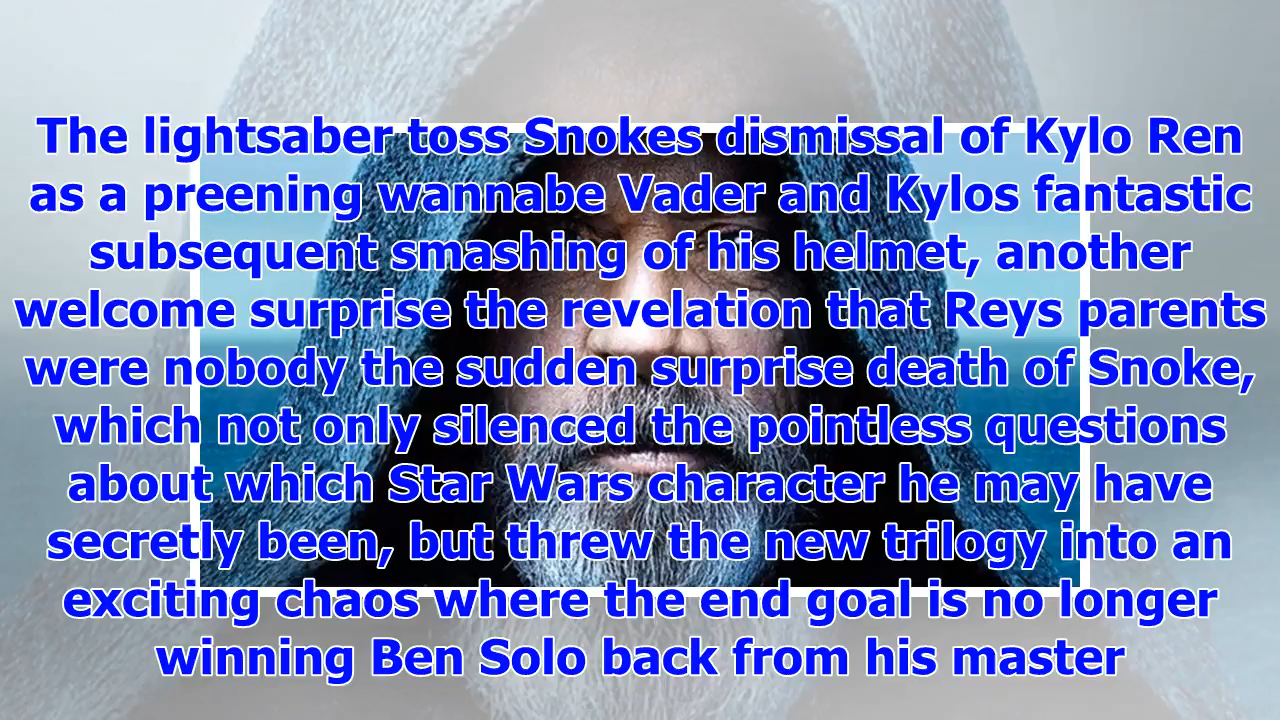 The lightsaber toss Snokes dismissal of Kylo Ren
as a preening wannabe Vader and Kylos fantastic
subsequent smashing of his helmet, another
welcome surprise the revelation that Reys parents
were nobody the sudden surprise death of Snoke,
which not only silenced the pointless questions
about which Star Wars character he may have
secretly been, but threw the new trilogy into an
exciting chaos where the end goal is no longer
winning Ben Solo back from his master